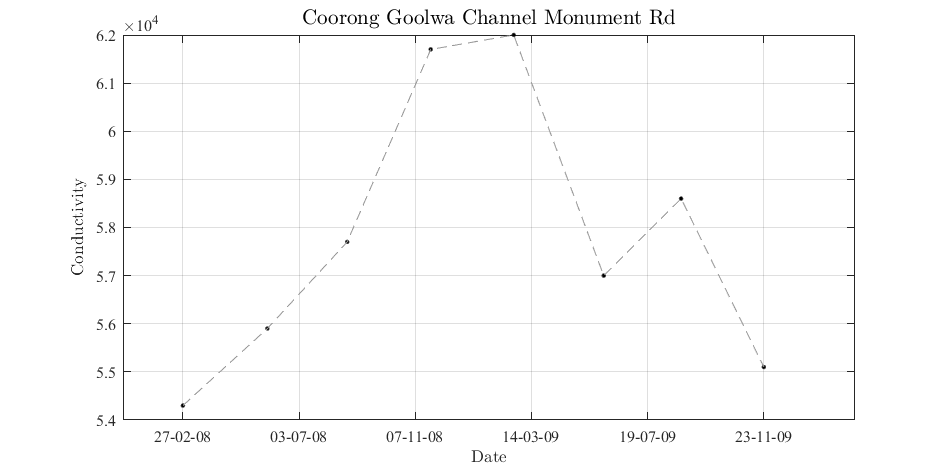 Coorong Goolwa Channel Monument Rd
×10⁴
6.2
6.1
6
5.9
5.8
5.7
5.6
5.5
5.4
Conductivity
27-02-08 03-07-08 07-11-08 14-03-09 19-07-09 23-11-09
Date